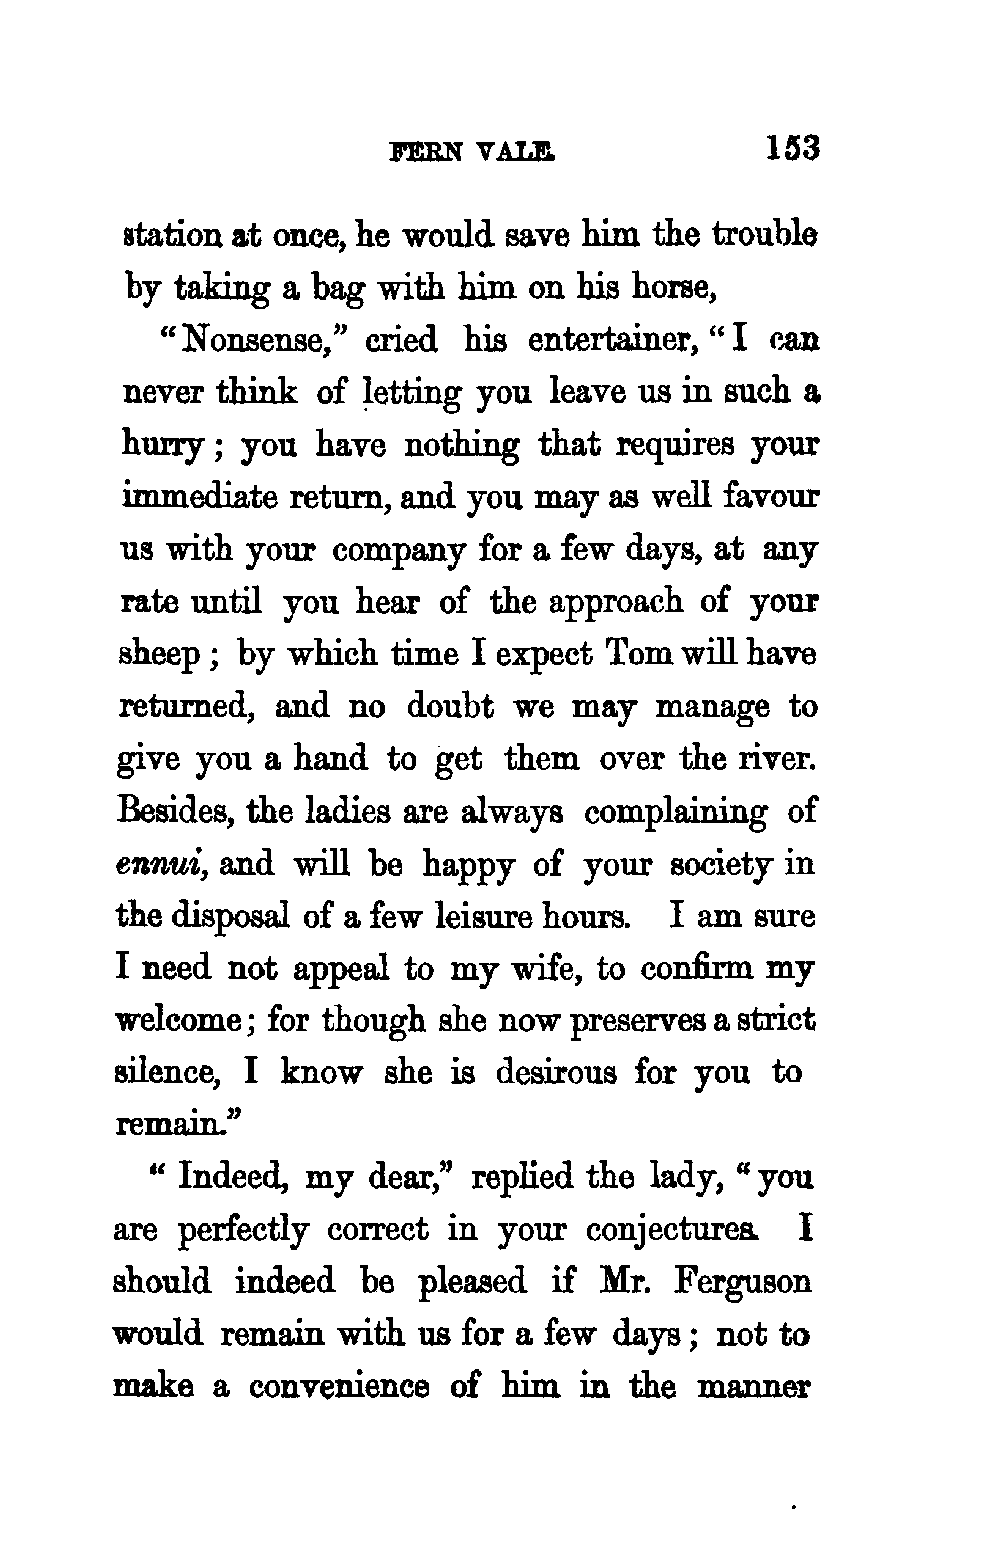 FERN VALE. 153
station at once, he would save him the trouble
by taking a bag with him on his horse,
“Nonsense,” cried his entertainer, “I can
never think of letting you leave us in such a
hurry; you have nothing that requires your
immediate return, and you may as well favour
us with your company for a few days, at any
rate until you hear of the approach of your
sheep; by which time I expect Tom will have
returned, and no doubt we may manage to
give you a hand to get them over the river.
Besides, the ladies are always complaining of
ennui, and will be happy of your society in
the disposal of a few leisure hours. I am sure
I need not appeal to my wife, to confirm my
welcome; for though she now preserves a strict
silence, I know she is desirous for you to
remain.”
“Indeed, my dear,” replied the lady, “you
are perfectly correct in your conjectures. I
should indeed be pleased if Mr. Ferguson
would remain with us for a few days; not to
make a convenience of him in the manner